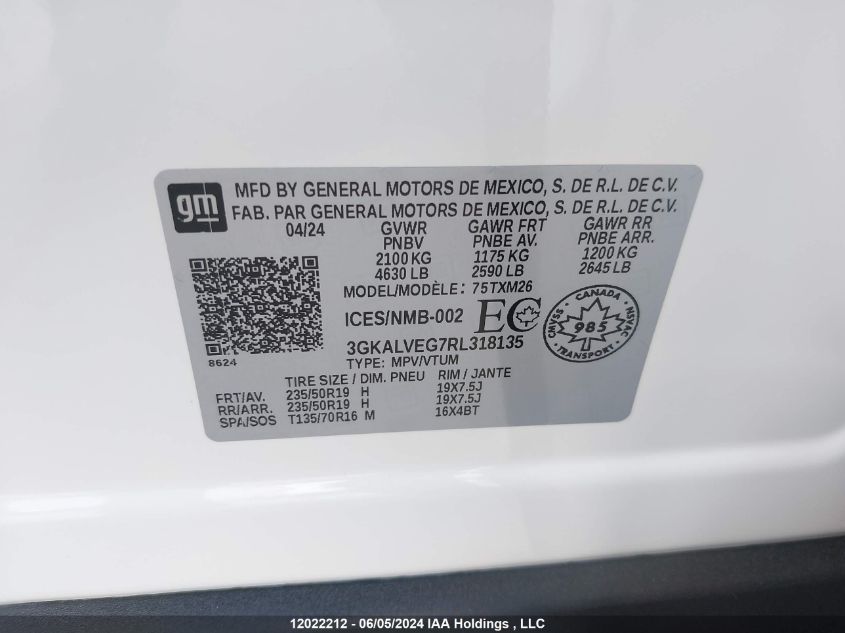 gm
MFD BY GENERAL MOTORS DE MEXICO, S. DE R.L. DE C.V.
FAB. PAR GENERAL MOTORS DE MEXICO, S. DE R.L. DE C.V.
04/24 GVWR GAWR FRT GAWR RR
PNBV PNBE AV. PNBE ARR.
2100 KG 1175 KG 1200 KG
4630 LB 2590 LB 2645 LB
MODEL/MODÈLE: 75TXM26
ICES/NMB-002 EC
CANADA
CMVSS 985 NSVAC
TRANSPORT
3GKALVEG7RL318135
8624
TYPE: MPV/VTUM
TIRE SIZE / DIM. PNEU RIM / JANTE
FRT/AV. 235/50R19 H 19X7.5J
RR/ARR. 235/50R19 H 19X7.5J
SPA/SOS T135/70R16 M 16X4BT
12022212 - 06/05/2024 IAA Holdings , LLC